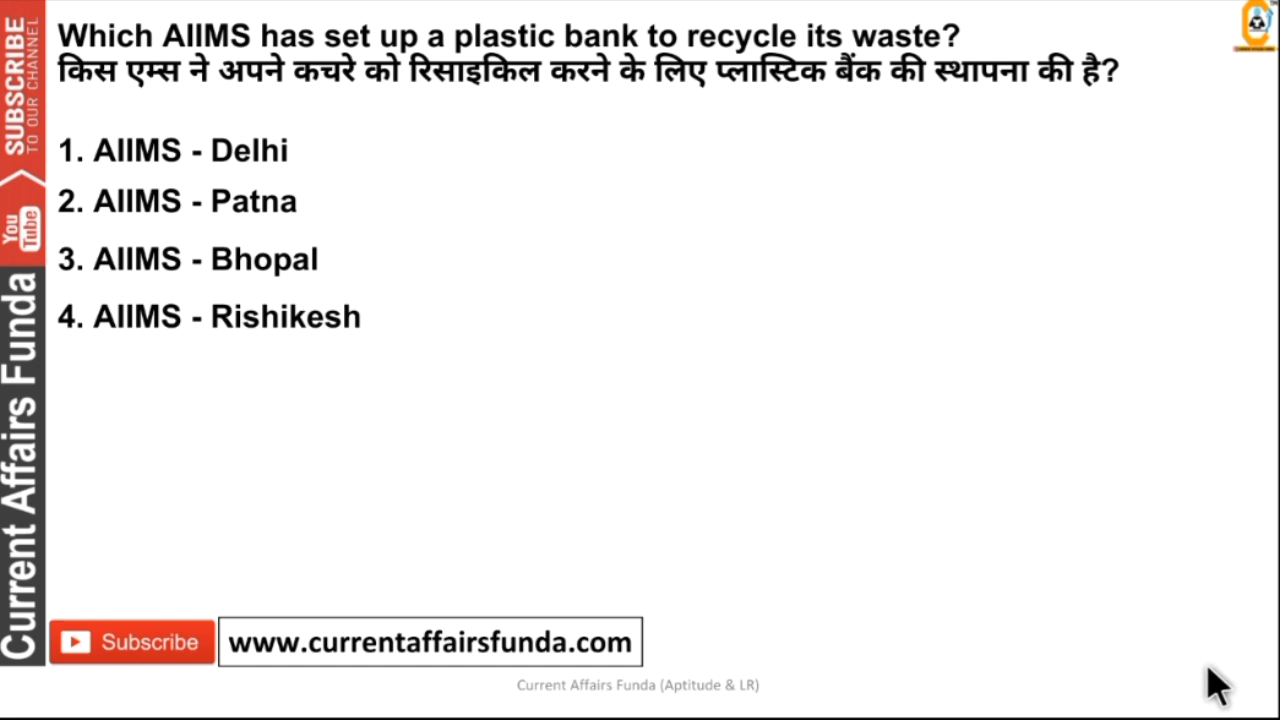 Which AIIMS has set up a plastic bank to recycle its waste?
किस एम्स ने अपने कचरे को रिसाइकिल करने के लिए प्लास्टिक बैंक की स्थापना की है?
1. AIIMS - Delhi
2. AIIMS - Patna
3. AIIMS - Bhopal
4. AIIMS - Rishikesh
SUBSCRIBE
TO OUR CHANNEL
You
Tube
Current Affairs Funda
Subscribe
www.currentaffairsfunda.com
Current Affairs Funda (Aptitude & LR)